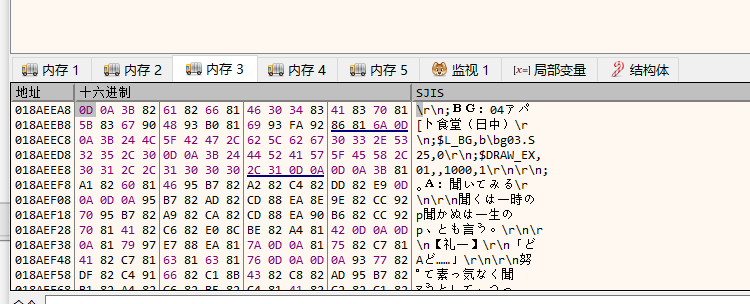 内存 1 内存 2 内存 3 内存 4 内存 5 监视 1 [x=] 局部变量 结构体
地址 十六进制 SJIS
018AEEA8 0D 0A 3B 82 61 82 66 81 46 30 34 83 41 83 70 81 \r\n;ＢＧ：04アパ
018AEEB8 5B 83 67 90 48 93 B0 81 69 93 FA 92 86 81 6A 0D [ト食堂（日中）\r
018AEEC8 0A 3B 24 4C 5F 42 47 2C 62 5C 62 67 30 33 2E 53 \n;$L_BG,b\bg03.S
018AEED8 32 35 2C 30 0D 0A 3B 24 44 52 41 57 5F 45 58 2C 25,0\r\n;$DRAW_EX,
018AEEE8 30 31 2C 2C 31 30 30 30 2C 31 0D 0A 0D 0A 3B 81 01,,1000,1\r\n\r\n;
018AEEF8 A1 82 60 81 46 95 B7 82 A2 82 C4 82 DD 82 E9 0D ｡Ａ：聞いてみる\r
018AEF08 0A 0D 0A 95 B7 82 AD 82 CD 88 EA 8E 9E 82 CC 92 \n\r\n聞くは一時の
018AEF18 70 95 B7 82 A9 82 CA 82 CD 88 EA 90 B6 82 CC 92 p聞かぬは一生の
018AEF28 70 81 41 82 C6 82 E0 8C BE 82 A4 81 42 0D 0A 0D p、とも言う。\r\n\r
018AEF38 0A 81 79 97 E7 88 EA 81 7A 0D 0A 81 75 82 C7 81 \n【礼一】\r\n「ど
018AEF48 41 82 C7 81 63 81 63 81 76 0D 0A 0D 0A 93 77 82 Aど……」\r\n\r\n努
018AEF58 DF 82 C4 91 66 82 C1 8B 43 82 C8 82 AD 95 B7 82 ﾟて素っ気なく聞
018AEF68